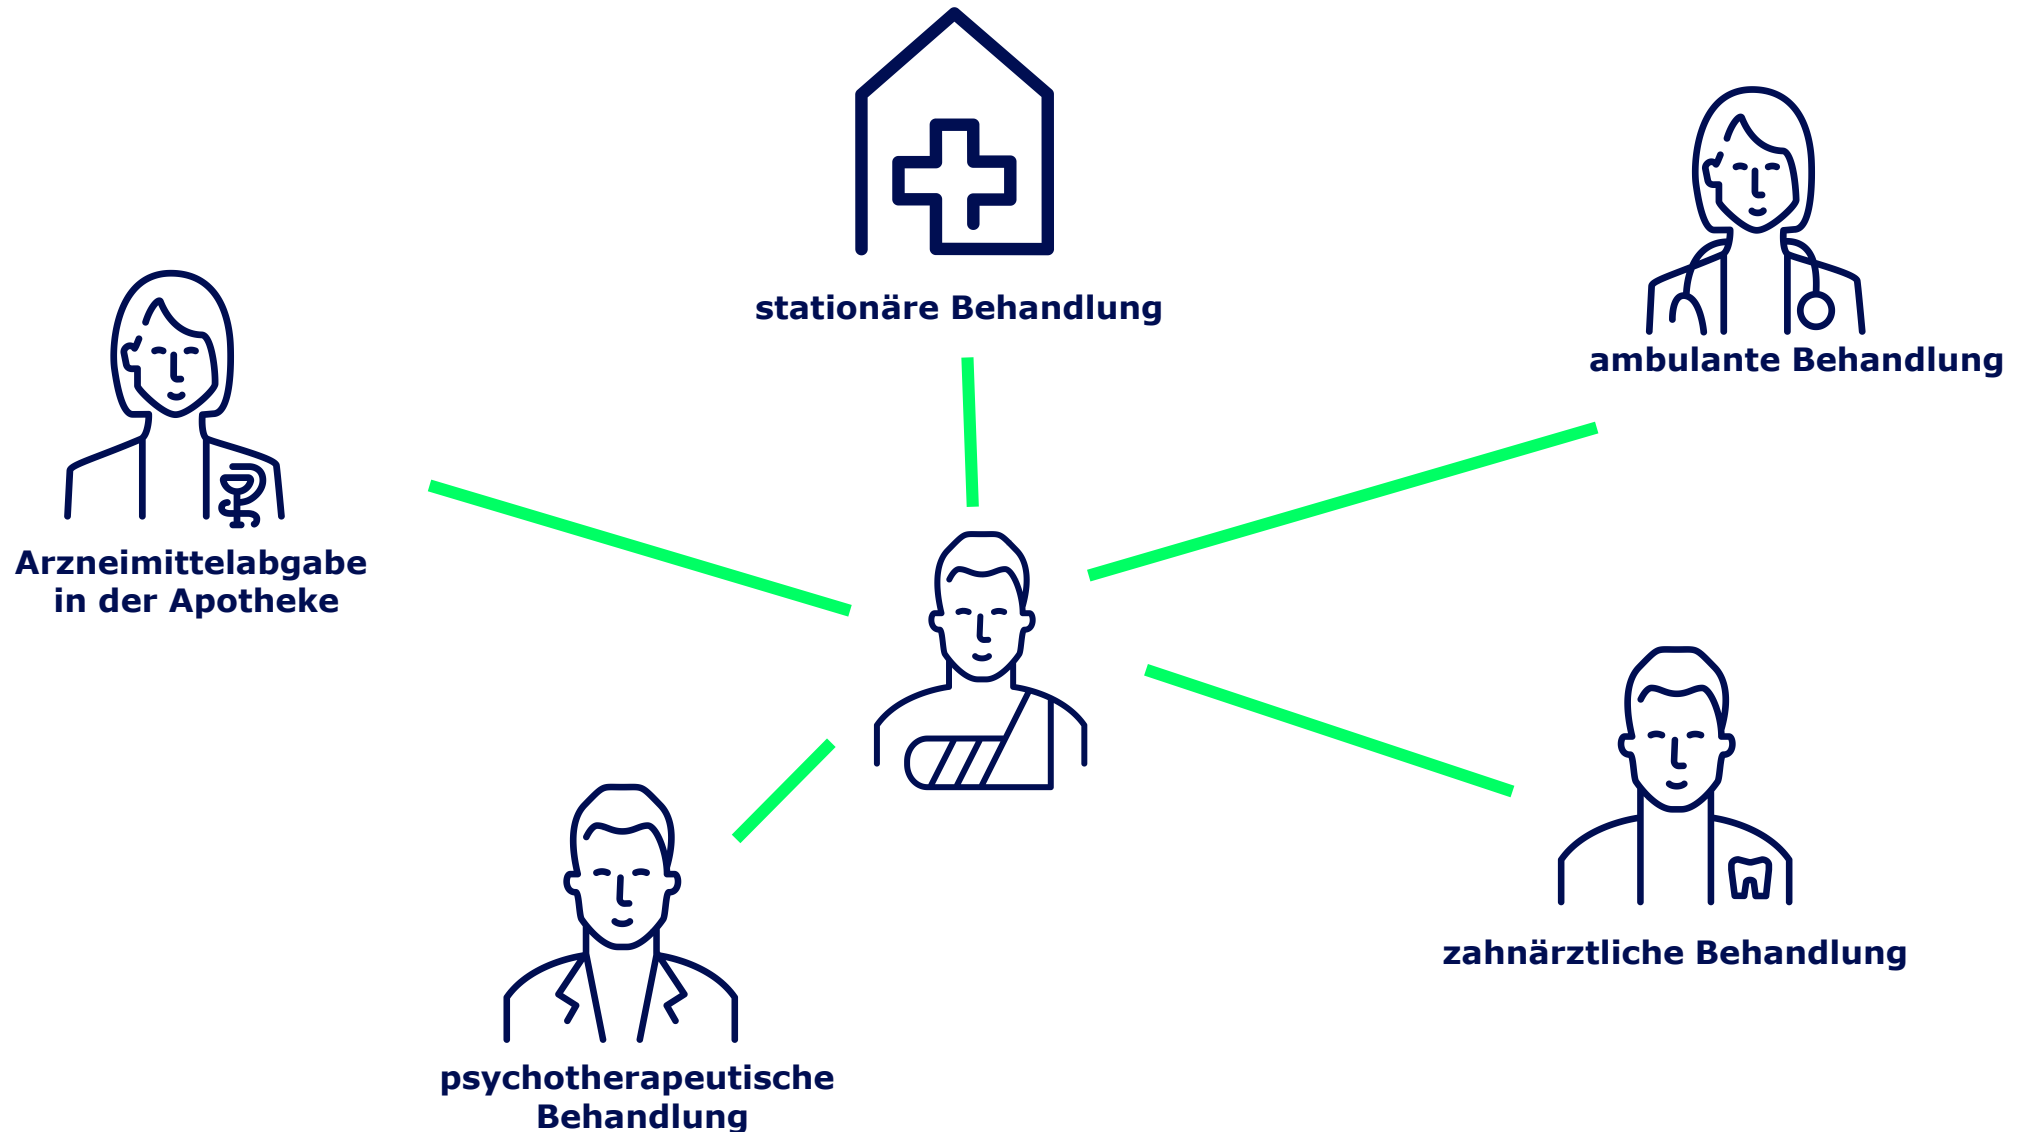 stationäre Behandlung
ambulante Behandlung
Arzneimittelabgabe
in der Apotheke
zahnärztliche Behandlung
psychotherapeutische
Behandlung